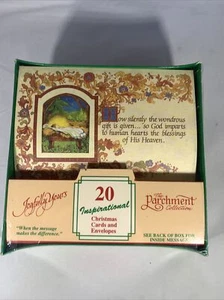 How silently the wondrous
gift is given... so God imparts
to human hearts the blessings
of His Heaven.
Joyfully Yours
"When the message
makes the difference."
20
Inspirational
Christmas
Cards and
Envelopes
The
Parchment
Collection
SEE BACK OF BOX FOR
INSIDE MESSAGE